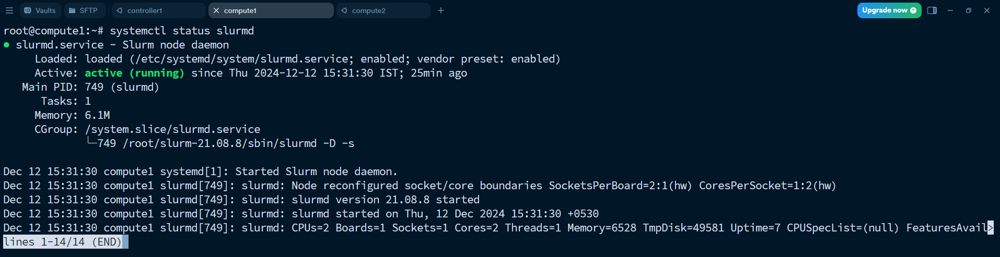 Vaults SFTP controller1 compute1 compute2 Upgrade now
root@compute1:~# systemctl status slurmd
● slurmd.service - Slurm node daemon
Loaded: loaded (/etc/systemd/system/slurmd.service; enabled; vendor preset: enabled)
Active: active (running) since Thu 2024-12-12 15:31:30 IST; 25min ago
Main PID: 749 (slurmd)
Tasks: 1
Memory: 6.1M
CGroup: /system.slice/slurmd.service
└─749 /root/slurm-21.08.8/sbin/slurmd -D -s
Dec 12 15:31:30 compute1 systemd[1]: Started Slurm node daemon.
Dec 12 15:31:30 compute1 slurmd[749]: slurmd: Node reconfigured socket/core boundaries SocketsPerBoard=2:1(hw) CoresPerSocket=1:2(hw)
Dec 12 15:31:30 compute1 slurmd[749]: slurmd: slurmd version 21.08.8 started
Dec 12 15:31:30 compute1 slurmd[749]: slurmd: slurmd started on Thu, 12 Dec 2024 15:31:30 +0530
Dec 12 15:31:30 compute1 slurmd[749]: slurmd: CPUs=2 Boards=1 Sockets=1 Cores=2 Threads=1 Memory=6528 TmpDisk=49581 Uptime=7 CPUSpecList=(null) FeaturesAvail>
lines 1-14/14 (END)